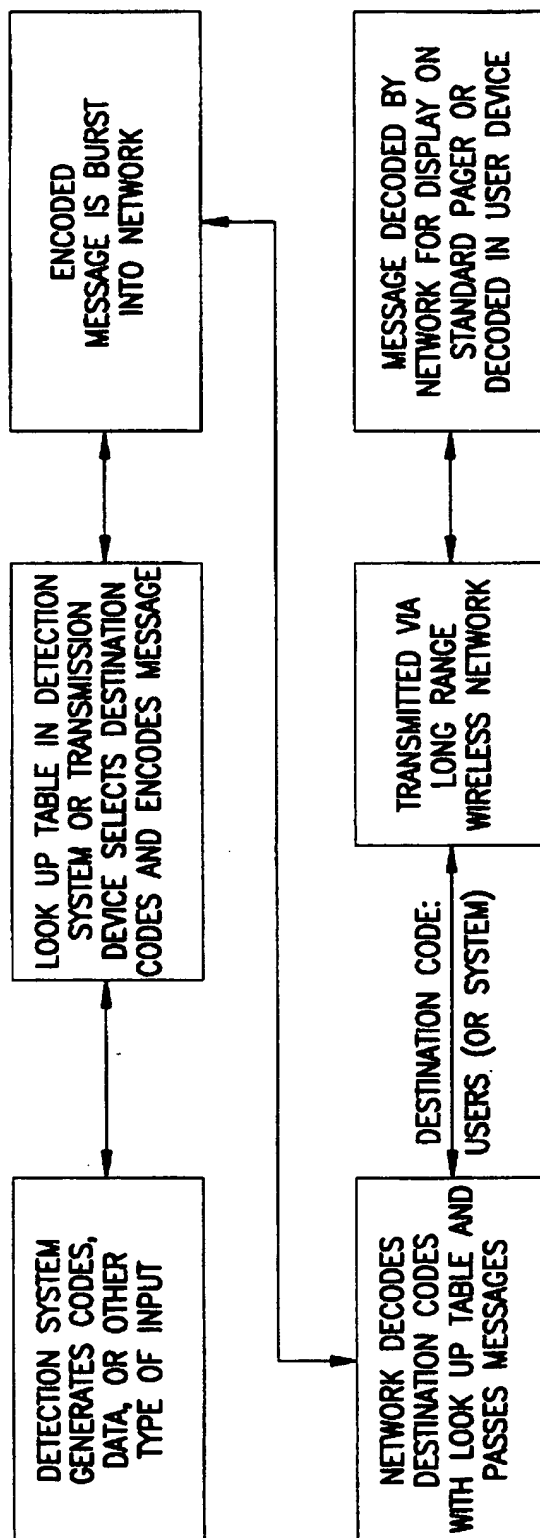 DETECTION SYSTEM
GENERATES CODES,
DATA, OR OTHER
TYPE OF INPUT
LOOK UP TABLE IN DETECTION
SYSTEM OR TRANSMISSION
DEVICE SELECTS DESTINATION
CODES AND ENCODES MESSAGE
ENCODED
MESSAGE IS BURST
INTO NETWORK
NETWORK DECODES
DESTINATION CODES
WITH LOOK UP TABLE AND
PASSES MESSAGES
DESTINATION CODE:
USERS (OR SYSTEM)
TRANSMITTED VIA
LONG RANGE
WIRELESS NETWORK
MESSAGE DECODED BY
NETWORK FOR DISPLAY ON
STANDARD PAGER OR
DECODED IN USER DEVICE